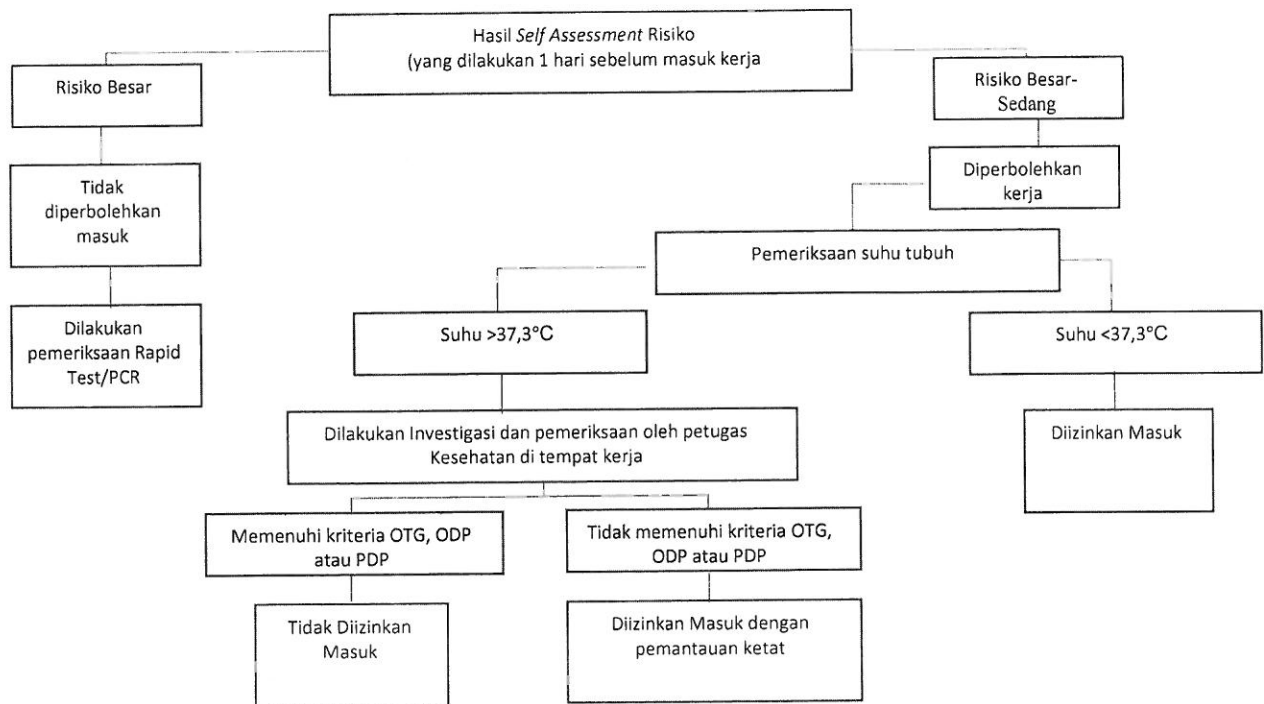 Hasil Self Assessment Risiko
(yang dilakukan 1 hari sebelum masuk kerja
Risiko Besar
Risiko Besar-
Sedang
Tidak
diperbolehkan
masuk
Diperbolehkan
kerja
Pemeriksaan suhu tubuh
Dilakukan
pemeriksaan Rapid
Test/PCR
Suhu >37,3°C
Suhu <37,3°C
Dilakukan Investigasi dan pemeriksaan oleh petugas
Kesehatan di tempat kerja
Diizinkan Masuk
Memenuhi kriteria OTG, ODP
atau PDP
Tidak memenuhi kriteria OTG,
ODP atau PDP
Tidak Diizinkan
Masuk
Diizinkan Masuk dengan
pemantauan ketat